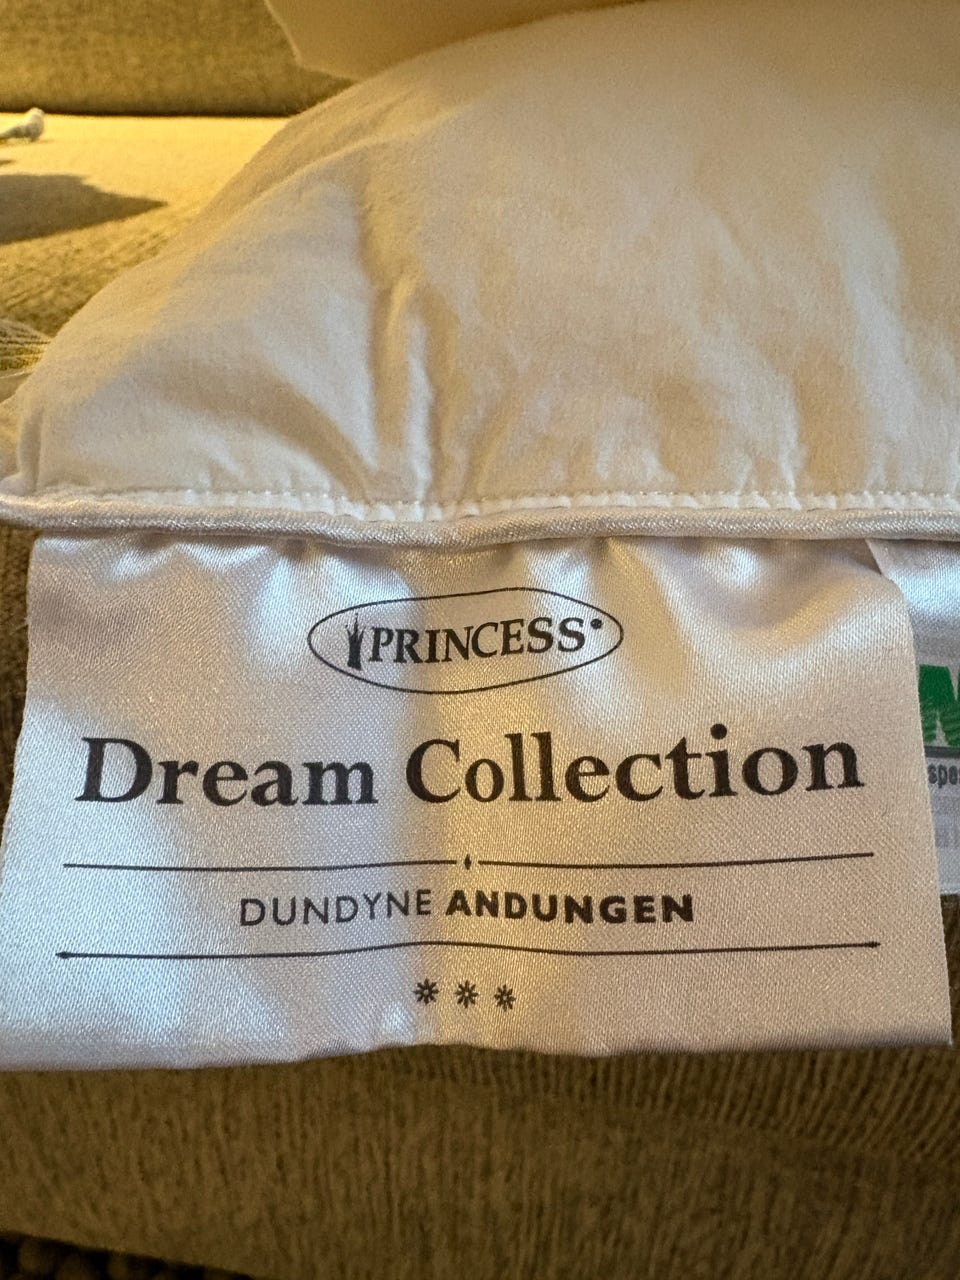 PRINCESS
Dream Collection
DUNDYNE ANDUNGEN
***